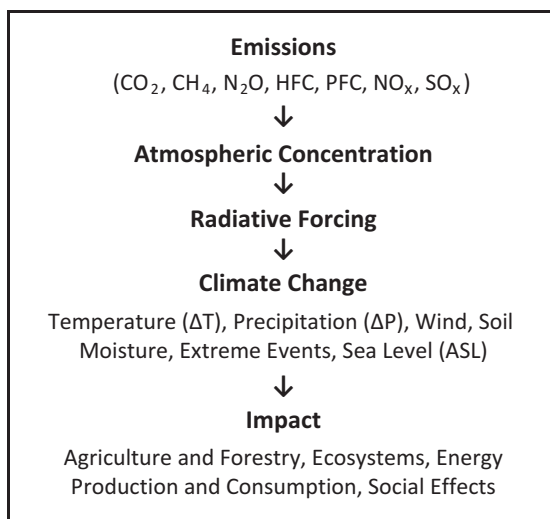 Emissions
(CO₂, CH₄, N₂O, HFC, PFC, NOₓ, SOₓ)
↓
Atmospheric Concentration
↓
Radiative Forcing
↓
Climate Change
Temperature (ΔT), Precipitation (ΔP), Wind, Soil
Moisture, Extreme Events, Sea Level (ASL)
↓
Impact
Agriculture and Forestry, Ecosystems, Energy
Production and Consumption, Social Effects